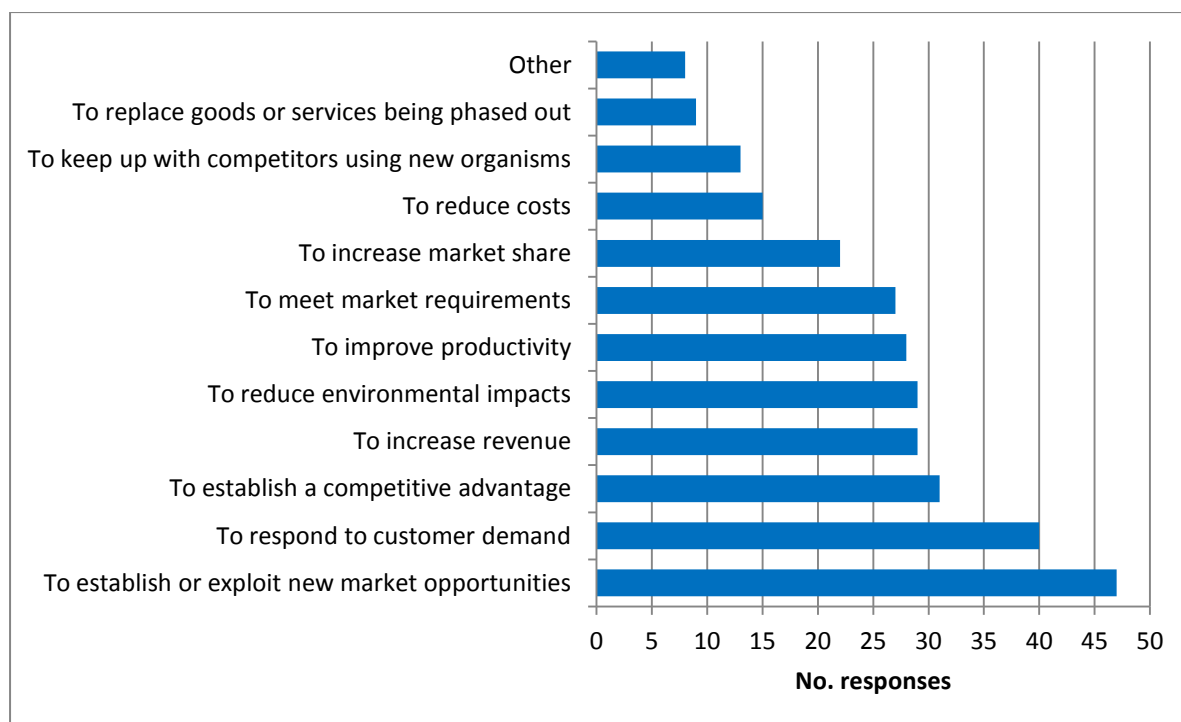 Other
To replace goods or services being phased out
To keep up with competitors using new organisms
To reduce costs
To increase market share
To meet market requirements
To improve productivity
To reduce environmental impacts
To increase revenue
To establish a competitive advantage
To respond to customer demand
To establish or exploit new market opportunities
0 5 10 15 20 25 30 35 40 45 50
No. responses